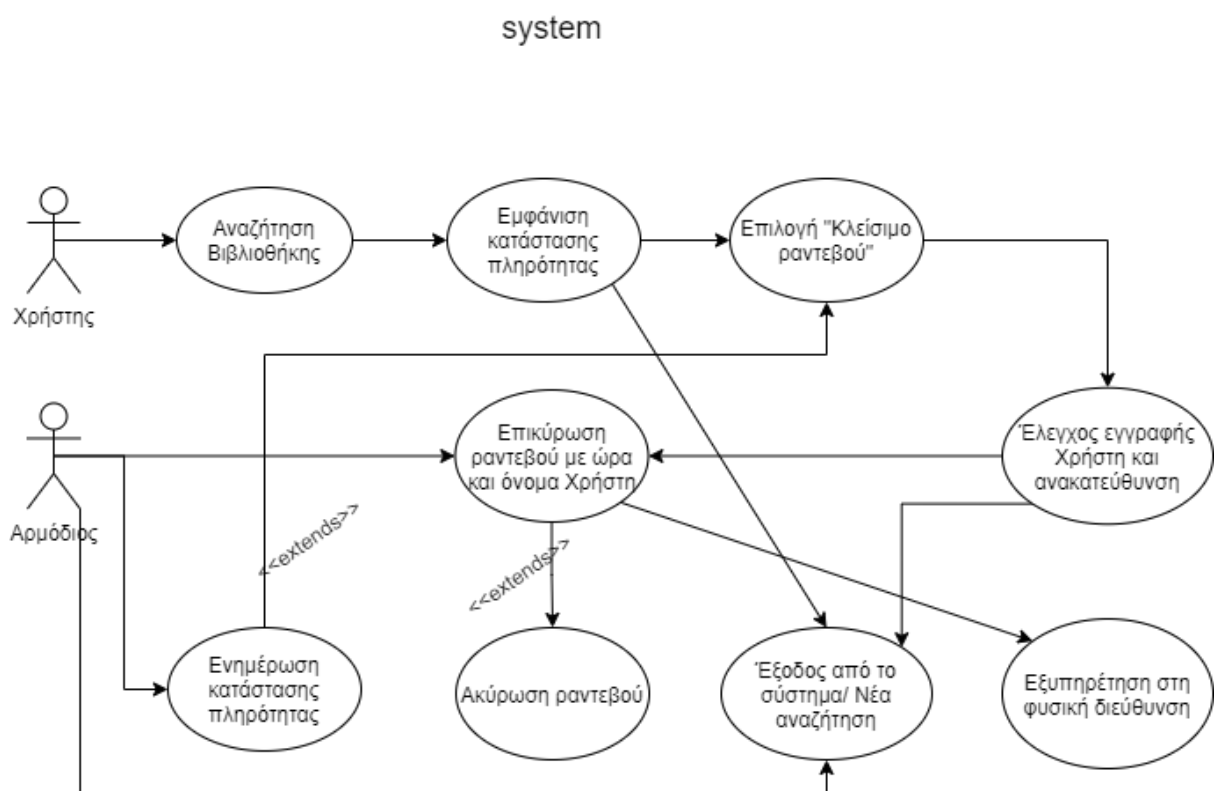 system
Αναζήτηση
Βιβλιοθήκης
Εμφάνιση
κατάστασης
πληρότητας
Επιλογή "Κλείσιμο
ραντεβού"
Χρήστης
Επικύρωση
ραντεβού με ώρα
και όνομα Χρήστη
Έλεγχος εγγραφής
Χρήστη και
ανακατεύθυνση
Αρμόδιος
<<extends>>
<<extends>>
Ενημέρωση
κατάστασης
πληρότητας
Ακύρωση ραντεβού
Έξοδος από το
σύστημα/ Νέα
αναζήτηση
Εξυπηρέτηση στη
φυσική διεύθυνση